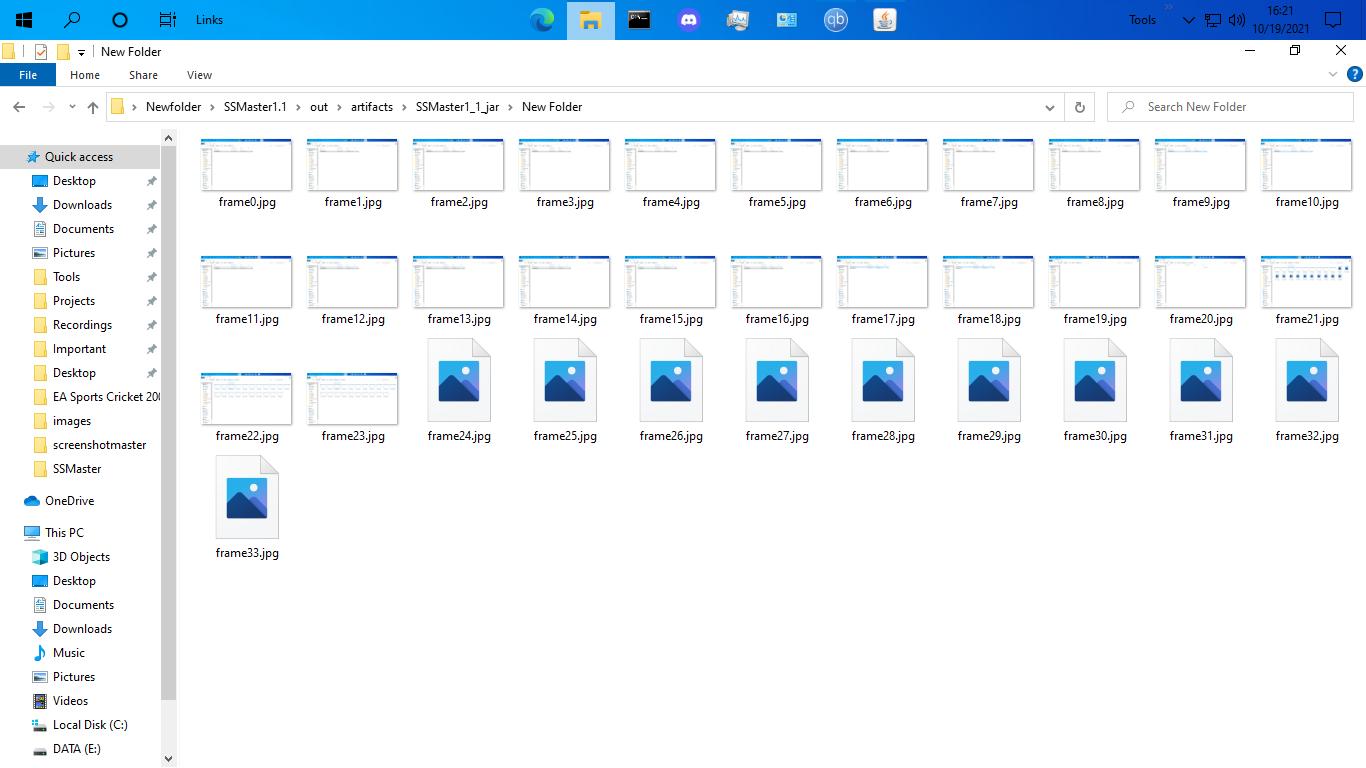 Links
Tools
16:21
10/19/2021
New Folder
File Home Share View
Newfolder SSMaster1.1 out artifacts SSMaster1_1_jar New Folder
Search New Folder
Quick access
Desktop
Downloads
Documents
Pictures
Tools
Projects
Recordings
Important
Desktop
EA Sports Cricket 200
images
screenshotmaster
SSMaster
OneDrive
This PC
3D Objects
Desktop
Documents
Downloads
Music
Pictures
Videos
Local Disk (C:)
DATA (E:)
frame0.jpg frame1.jpg frame2.jpg frame3.jpg frame4.jpg frame5.jpg frame6.jpg frame7.jpg frame8.jpg frame9.jpg frame10.jpg
frame11.jpg frame12.jpg frame13.jpg frame14.jpg frame15.jpg frame16.jpg frame17.jpg frame18.jpg frame19.jpg frame20.jpg frame21.jpg
frame22.jpg frame23.jpg frame24.jpg frame25.jpg frame26.jpg frame27.jpg frame28.jpg frame29.jpg frame30.jpg frame31.jpg frame32.jpg
frame33.jpg